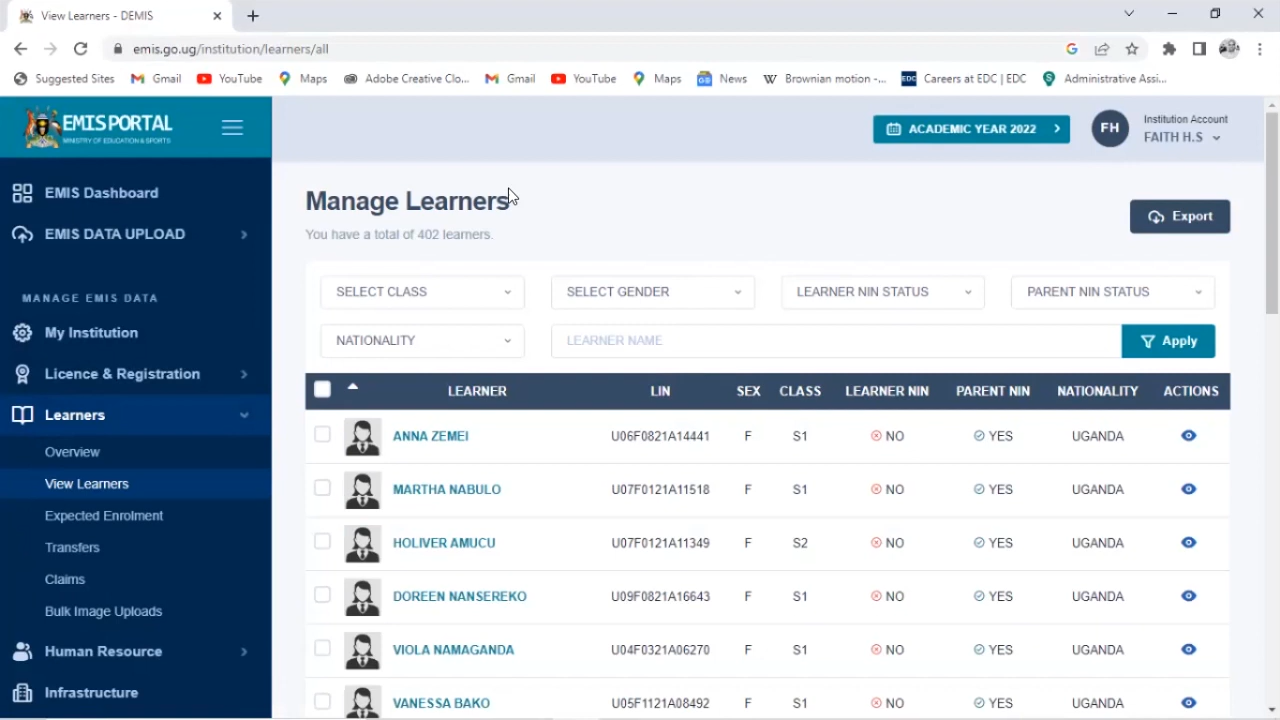 View Learners - DEMIS
emis.go.ug/institution/learners/all
Suggested Sites Gmail YouTube Maps Adobe Creative Clo... Gmail YouTube Maps News Brownian motion -... EDC Careers at EDC | EDC Administrative Assi...
EMIS PORTAL
MINISTRY OF EDUCATION & SPORTS
ACADEMIC YEAR 2022
FH
Institution Account
FAITH H.S
EMIS Dashboard
EMIS DATA UPLOAD
MANAGE EMIS DATA
My Institution
Licence & Registration
Learners
Overview
View Learners
Expected Enrolment
Transfers
Claims
Bulk Image Uploads
Human Resource
Infrastructure
Manage Learners
You have a total of 402 learners.
Export
SELECT CLASS SELECT GENDER LEARNER NIN STATUS PARENT NIN STATUS
NATIONALITY LEARNER NAME Apply
LEARNER LIN SEX CLASS LEARNER NIN PARENT NIN NATIONALITY ACTIONS
ANNA ZEMEI U06F0821A14441 F S1 NO YES UGANDA
MARTHA NABULO U07F0121A11518 F S1 NO YES UGANDA
HOLIVER AMUCU U07F0121A11349 F S2 NO YES UGANDA
DOREEN NANSEREKO U09F0821A16643 F S1 NO YES UGANDA
VIOLA NAMAGANDA U04F0321A06270 F S1 NO YES UGANDA
VANESSA BAKO U05F1121A08492 F S1 NO YES UGANDA